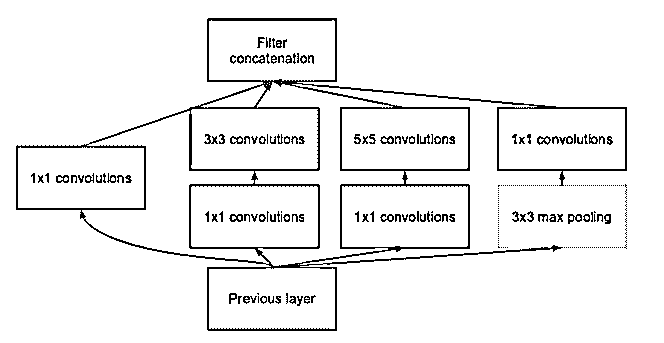 Filter
concatenation
3x3 convolutions
5x5 convolutions
1x1 convolutions
1x1 convolutions
1x1 convolutions
1x1 convolutions
3x3 max pooling
Previous layer